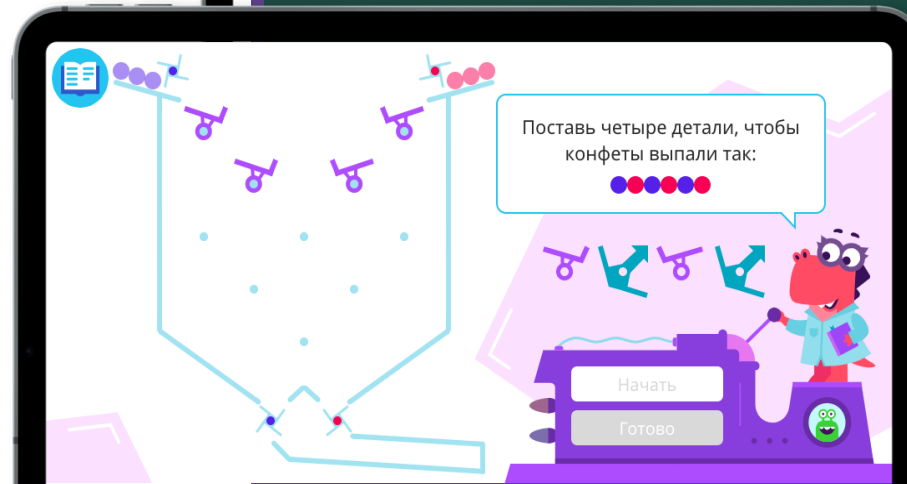 Поставь четыре детали, чтобы
конфеты выпали так:
Начать
Готово